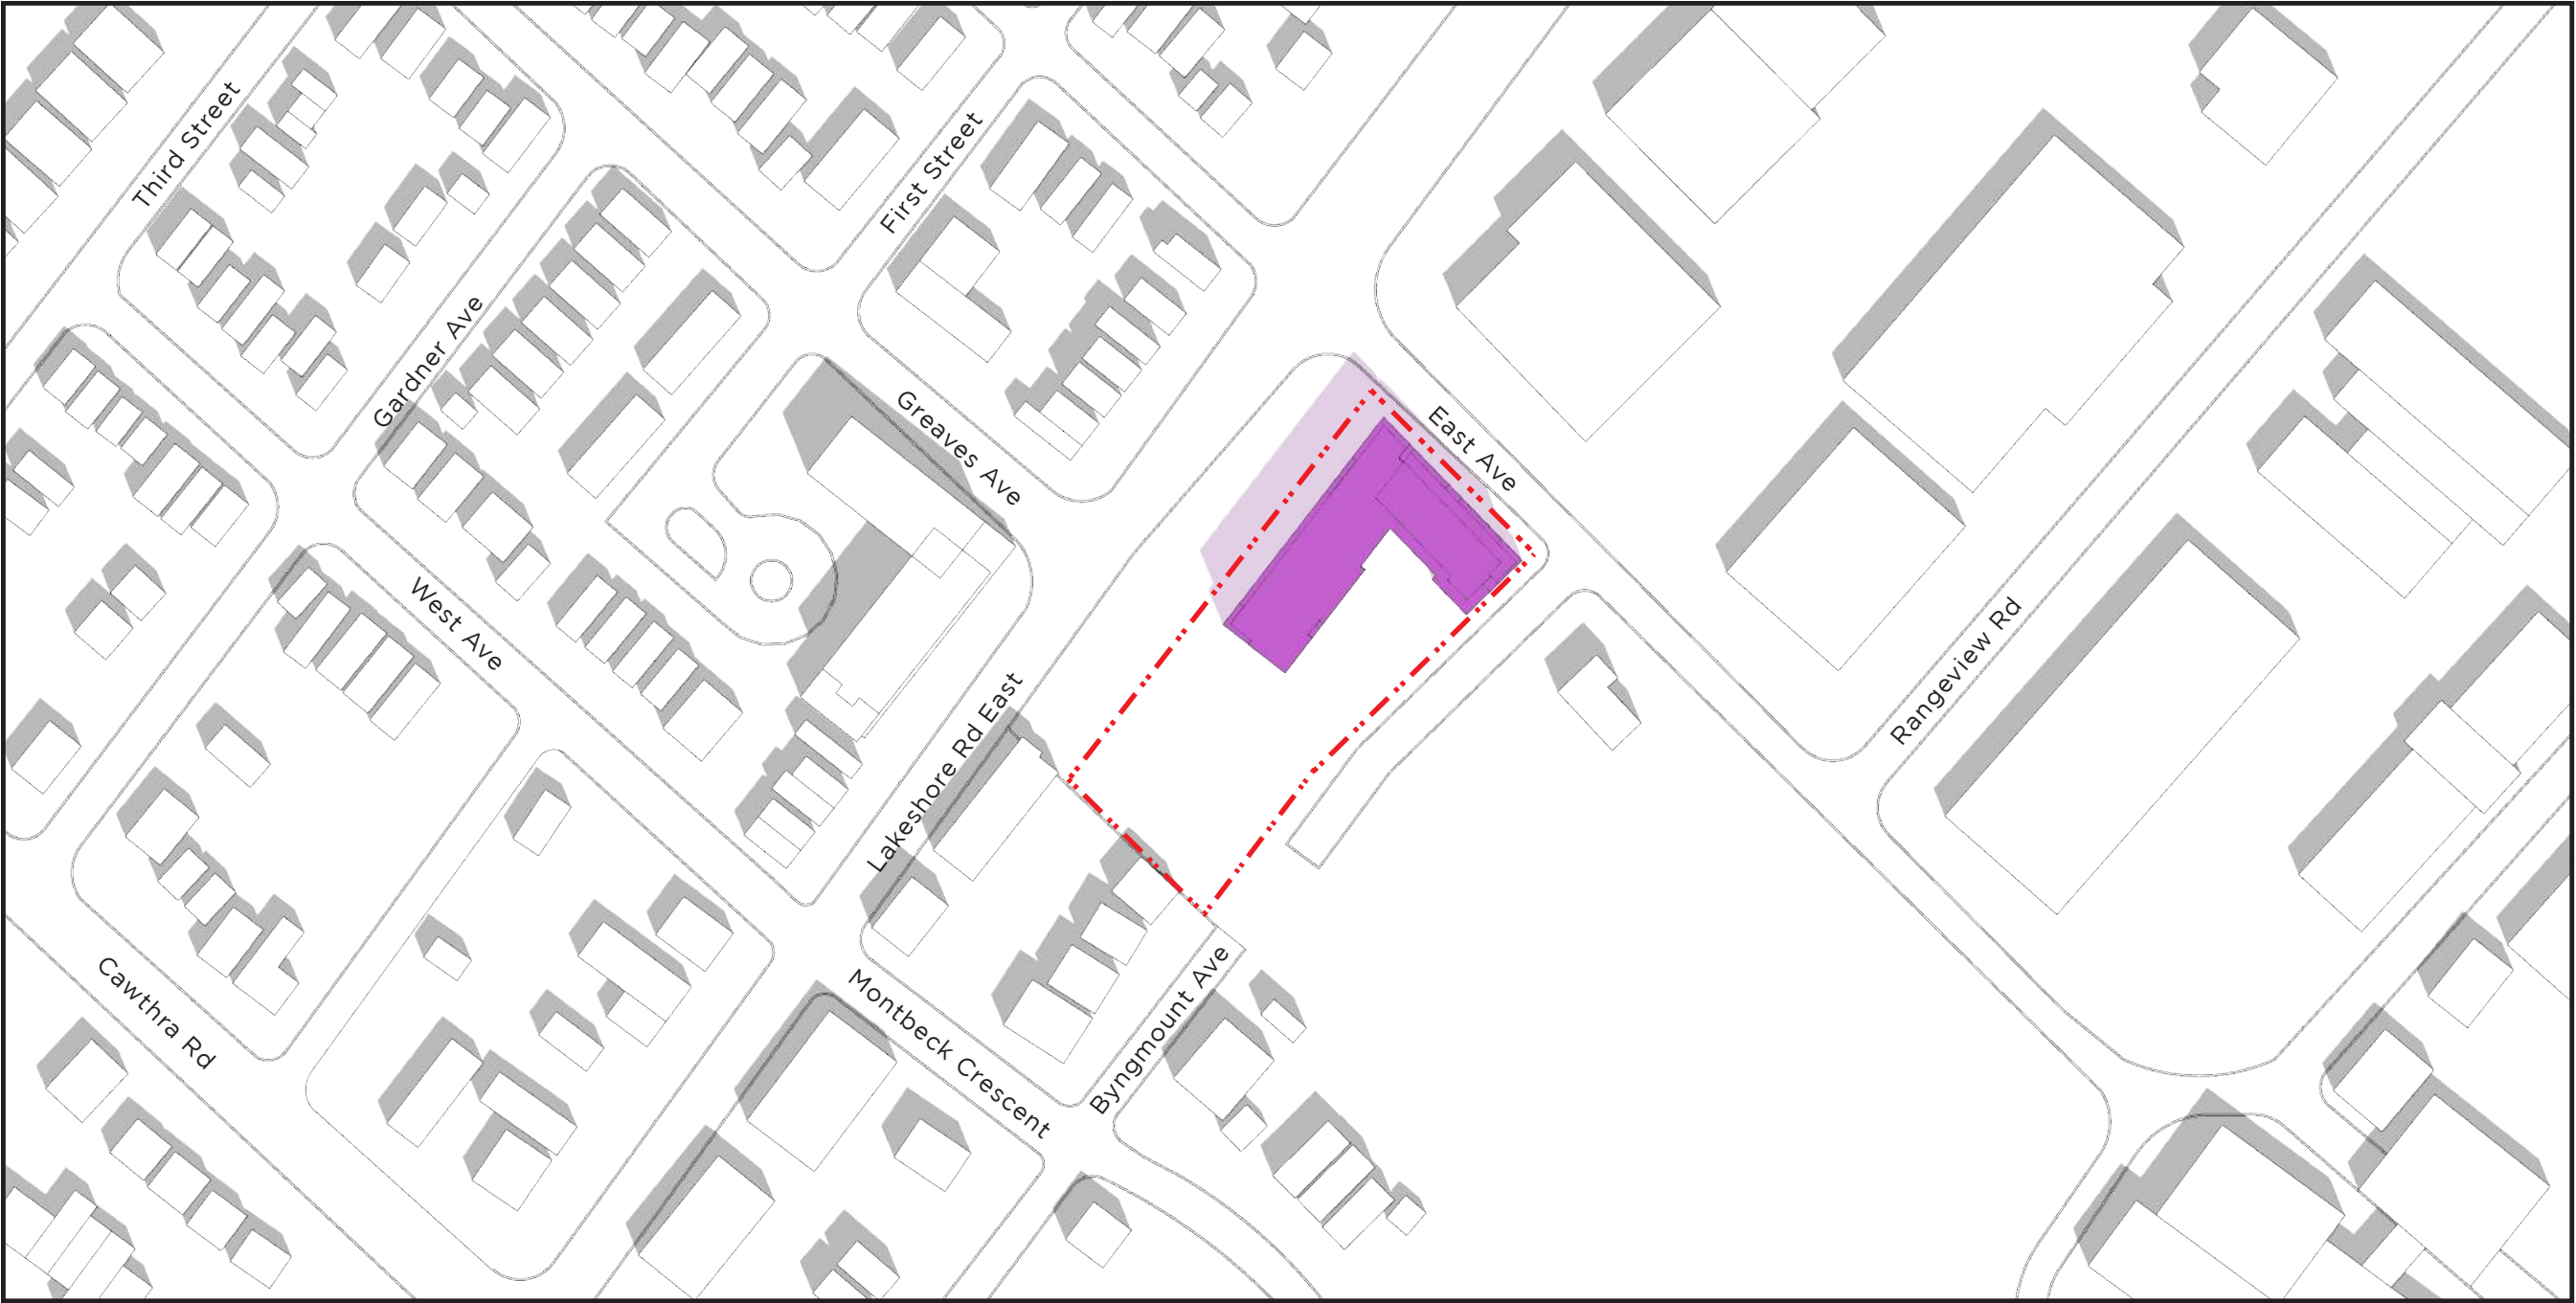 Third Street
First Street
Gardner Ave
Greaves Ave
East Ave
West Ave
Lakeshore Rd East
Rangeview Rd
Cawthra Rd
Montbeck Crescent
Byngmount Ave